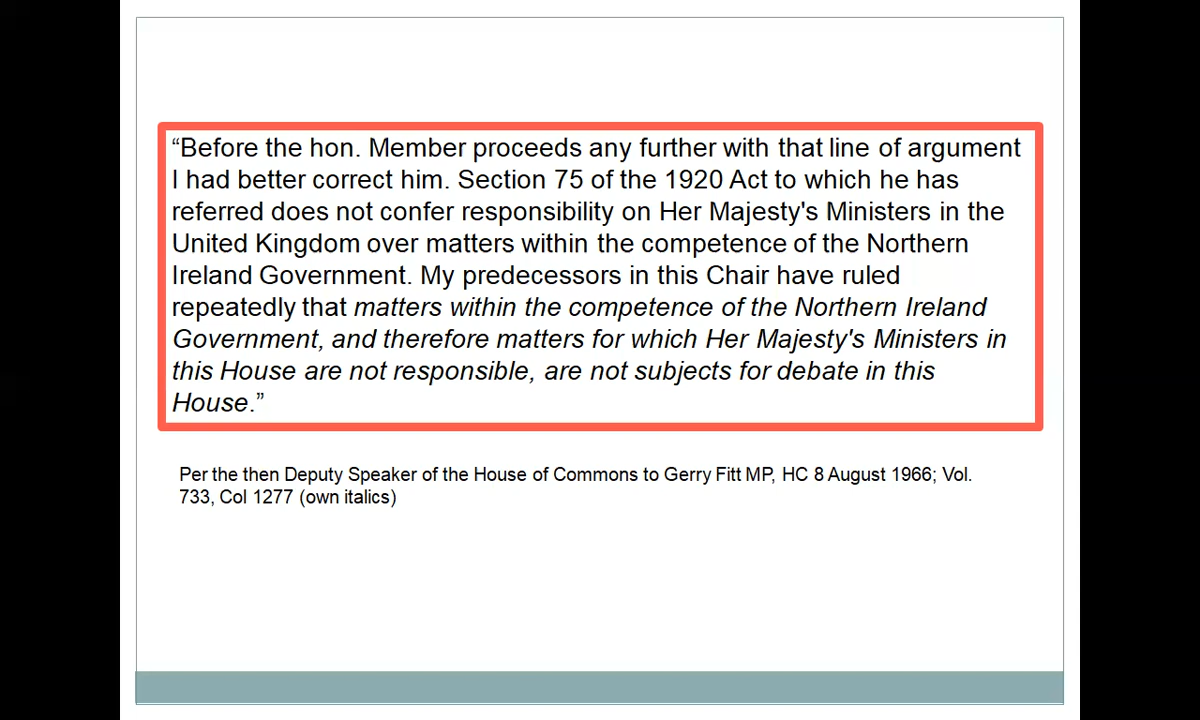 “Before the hon. Member proceeds any further with that line of argument
I had better correct him. Section 75 of the 1920 Act to which he has
referred does not confer responsibility on Her Majesty's Ministers in the
United Kingdom over matters within the competence of the Northern
Ireland Government. My predecessors in this Chair have ruled
repeatedly that matters within the competence of the Northern Ireland
Government, and therefore matters for which Her Majesty's Ministers in
this House are not responsible, are not subjects for debate in this
House.”
Per the then Deputy Speaker of the House of Commons to Gerry Fitt MP, HC 8 August 1966; Vol.
733, Col 1277 (own italics)